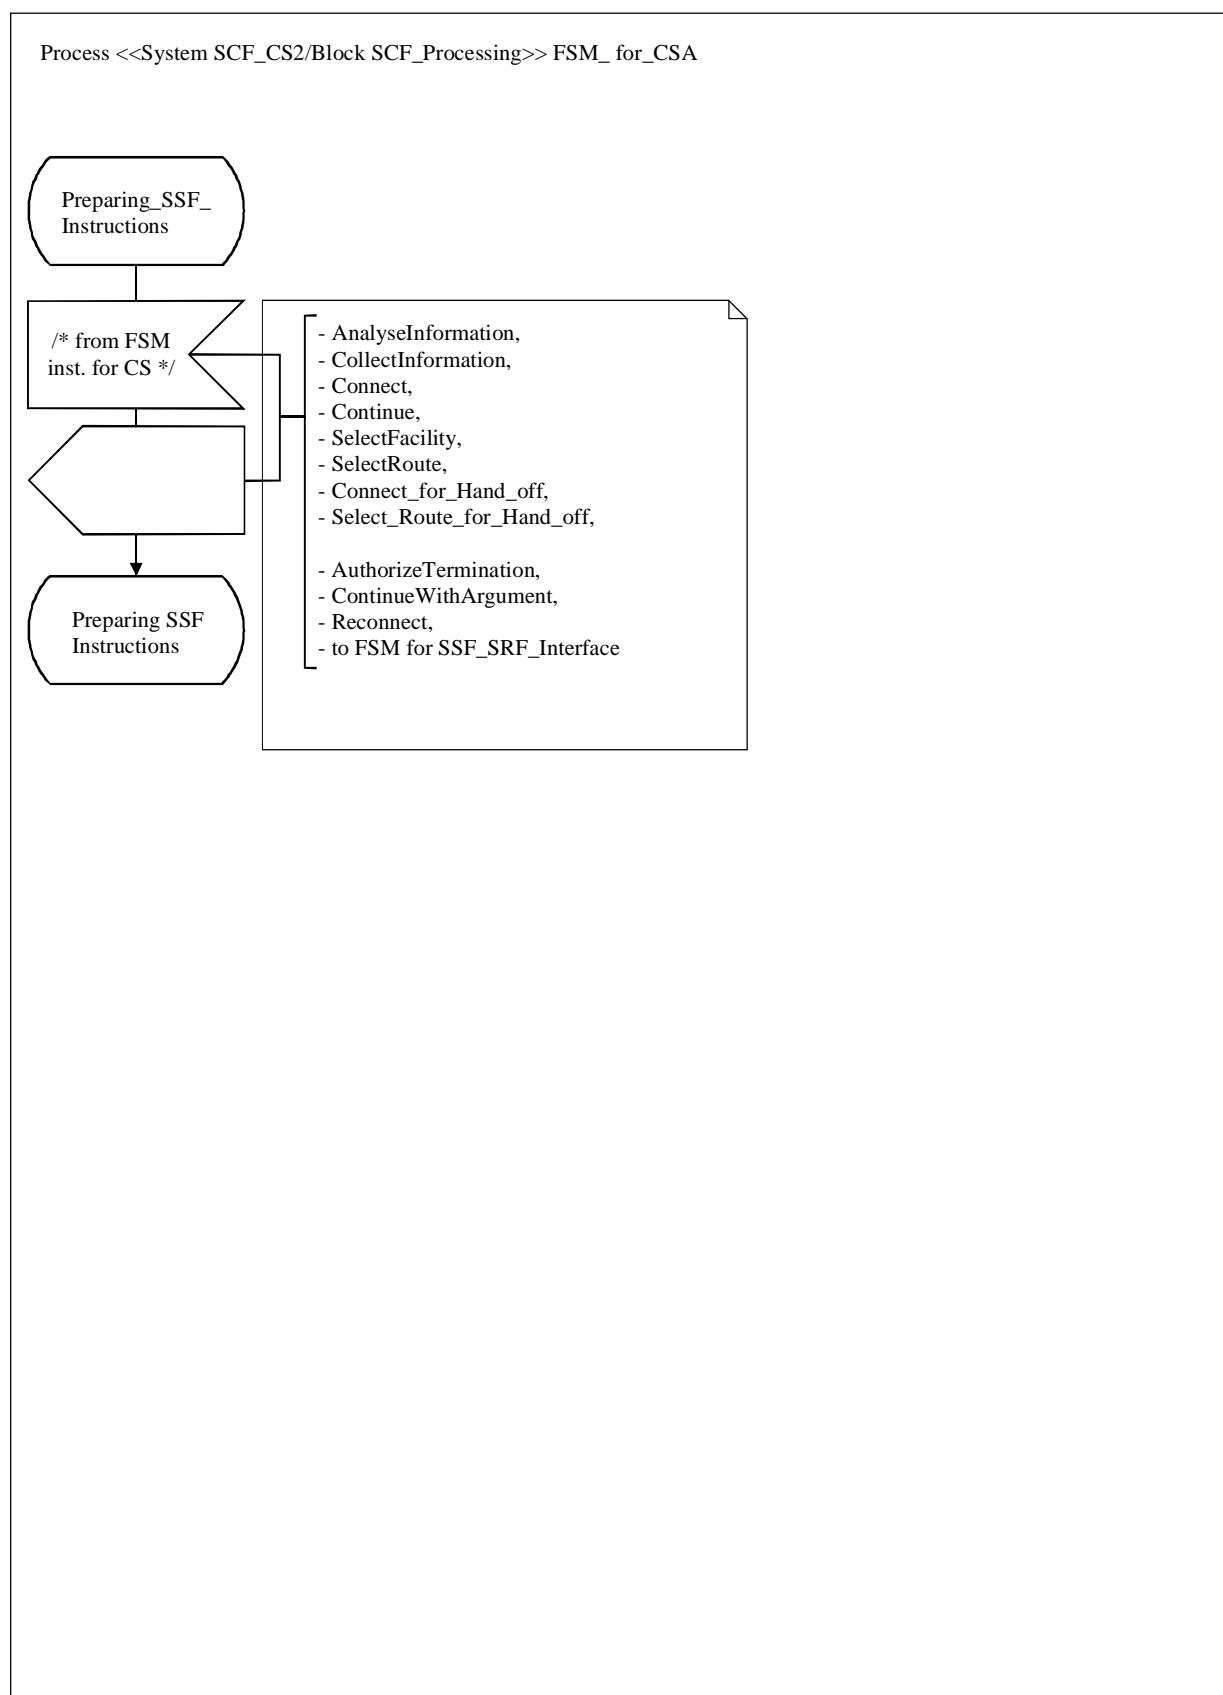 Process <<System SCF_CS2/Block SCF_Processing>> FSM_ for_CSA
Preparing_SSF_
Instructions
/* from FSM
inst. for CS */
- AnalyseInformation,
- CollectInformation,
- Connect,
- Continue,
- SelectFacility,
- SelectRoute,
- Connect_for_Hand_off,
- Select_Route_for_Hand_off,
- AuthorizeTermination,
- ContinueWithArgument,
- Reconnect,
- to FSM for SSF_SRF_Interface
Preparing SSF
Instructions